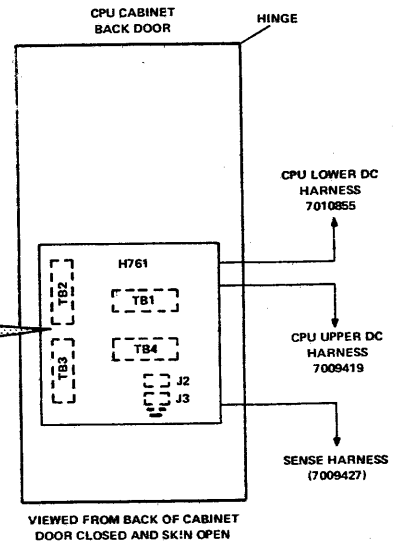 CPU CABINET
BACK DOOR
HINGE
CPU LOWER DC
HARNESS
7010855
H761
TB2
TB1
CPU UPPER DC
HARNESS
7009419
TB3
TB4
J2
J3
SENSE HARNESS
(7009427)
VIEWED FROM BACK OF CABINET
DOOR CLOSED AND SKIN OPEN